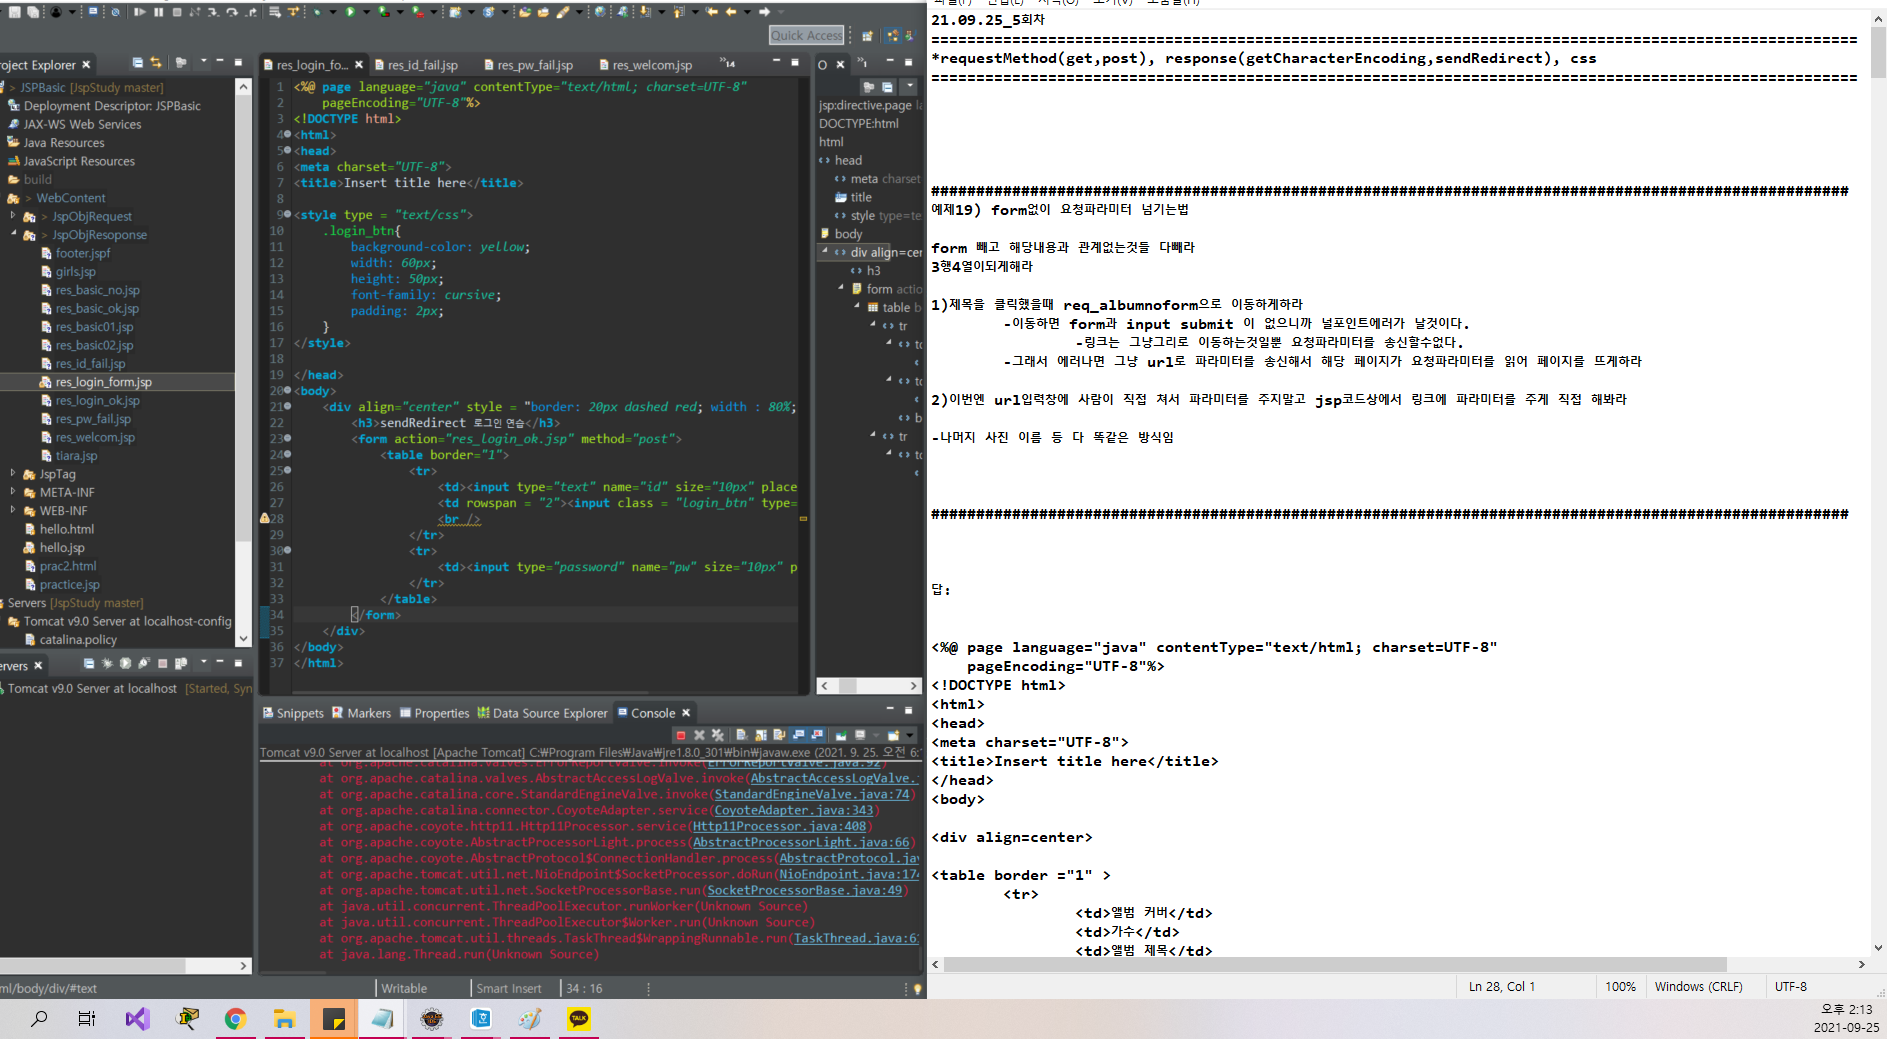 Quick Access
Project Explorer
> JSPBasic [JspStudy master]
Deployment Descriptor: JSPBasic
JAX-WS Web Services
Java Resources
JavaScript Resources
build
> WebContent
> JspObjRequest
> JspObjResoponse
footer.jspf
girls.jsp
res_basic_no.jsp
res_basic_ok.jsp
res_basic01.jsp
res_basic02.jsp
res_id_fail.jsp
res_login_form.jsp
res_login_ok.jsp
res_pw_fail.jsp
res_welcom.jsp
tiara.jsp
JspTag
META-INF
WEB-INF
hello.html
hello.jsp
prac2.html
practice.jsp
Servers [JspStudy master]
Tomcat v9.0 Server at localhost-config
catalina.policy
Servers
Tomcat v9.0 Server at localhost [Started, Syn
res_login_fo... res_id_fail.jsp res_pw_fail.jsp res_welcom.jsp »14
1 <%@ page language="java" contentType="text/html; charset=UTF-8"
2 pageEncoding="UTF-8"%>
3 <!DOCTYPE html>
4 <html>
5 <head>
6 <meta charset="UTF-8">
7 <title>Insert title here</title>
8
9 <style type = "text/css">
10 .login_btn{
11 background-color: yellow;
12 width: 60px;
13 height: 50px;
14 font-family: cursive;
15 padding: 2px;
16 }
17 </style>
18
19 </head>
20 <body>
21 <div align="center" style = "border: 20px dashed red; width : 80%;
22 <h3>sendRedirect 로그인 연습</h3>
23 <form action="res_login_ok.jsp" method="post">
24 <table border="1">
25 <tr>
26 <td><input type="text" name="id" size="10px" place
27 <td rowspan = "2"><input class = "login_btn" type=
28 <br />
29 </tr>
30 <tr>
31 <td><input type="password" name="pw" size="10px" p
32 </tr>
33 </table>
34 </form>
35 </div>
36 </body>
37 </html>
O »1
jsp:directive.page la
DOCTYPE:html
html
head
meta charset
title
style type=te
body
div align=cer
h3
form actio
table b
tr
to
to
b
tr
to
Snippets Markers Properties Data Source Explorer Console
Tomcat v9.0 Server at localhost [Apache Tomcat] C:₩Program Files₩Java₩jre1.8.0_301₩bin₩javaw.exe (2021. 9. 25. 오전 6:
at org.apache.catalina.valves.ErrorReportValve.invoke(ErrorReportValve.java:92)
at org.apache.catalina.valves.AbstractAccessLogValve.invoke(AbstractAccessLogValve.
at org.apache.catalina.core.StandardEngineValve.invoke(StandardEngineValve.java:74)
at org.apache.catalina.connector.CoyoteAdapter.service(CoyoteAdapter.java:343)
at org.apache.coyote.http11.Http11Processor.service(Http11Processor.java:408)
at org.apache.coyote.AbstractProcessorLight.process(AbstractProcessorLight.java:66)
at org.apache.coyote.AbstractProtocol$ConnectionHandler.process(AbstractProtocol.jav
at org.apache.tomcat.util.net.NioEndpoint$SocketProcessor.doRun(NioEndpoint.java:174
at org.apache.tomcat.util.net.SocketProcessorBase.run(SocketProcessorBase.java:49)
at java.util.concurrent.ThreadPoolExecutor.runWorker(Unknown Source)
at java.util.concurrent.ThreadPoolExecutor$Worker.run(Unknown Source)
at org.apache.tomcat.util.threads.TaskThread$WrappingRunnable.run(TaskThread.java:61
at java.lang.Thread.run(Unknown Source)
ml/body/div/#text Writable Smart Insert 34 : 16
21.09.25_5회차
=======================================================================================================
*requestMethod(get,post), response(getCharacterEncoding,sendRedirect), css
=======================================================================================================
######################################################################################################
예제19) form없이 요청파라미터 넘기는법
form 빼고 해당내용과 관계없는것들 다빼라
3행4열이되게해라
1)제목을 클릭했을때 req_albumnoform으로 이동하게하라
-이동하면 form과 input submit 이 없으니까 널포인트에러가 날것이다.
-링크는 그냥그리로 이동하는것일뿐 요청파라미터를 송신할수없다.
-그래서 에러나면 그냥 url로 파라미터를 송신해서 해당 페이지가 요청파라미터를 읽어 페이지를 뜨게하라
2)이번엔 url입력창에 사람이 직접 쳐서 파라미터를 주지말고 jsp코드상에서 링크에 파라미터를 주게 직접 해봐라
-나머지 사진 이름 등 다 똑같은 방식임
######################################################################################################
답:
<%@ page language="java" contentType="text/html; charset=UTF-8"
pageEncoding="UTF-8"%>
<!DOCTYPE html>
<html>
<head>
<meta charset="UTF-8">
<title>Insert title here</title>
</head>
<body>
<div align=center>
<table border ="1" >
<tr>
<td>앨범 커버</td>
<td>가수</td>
<td>앨범 제목</td>
Ln 28, Col 1 100% Windows (CRLF) UTF-8
TALK
오후 2:13
2021-09-25